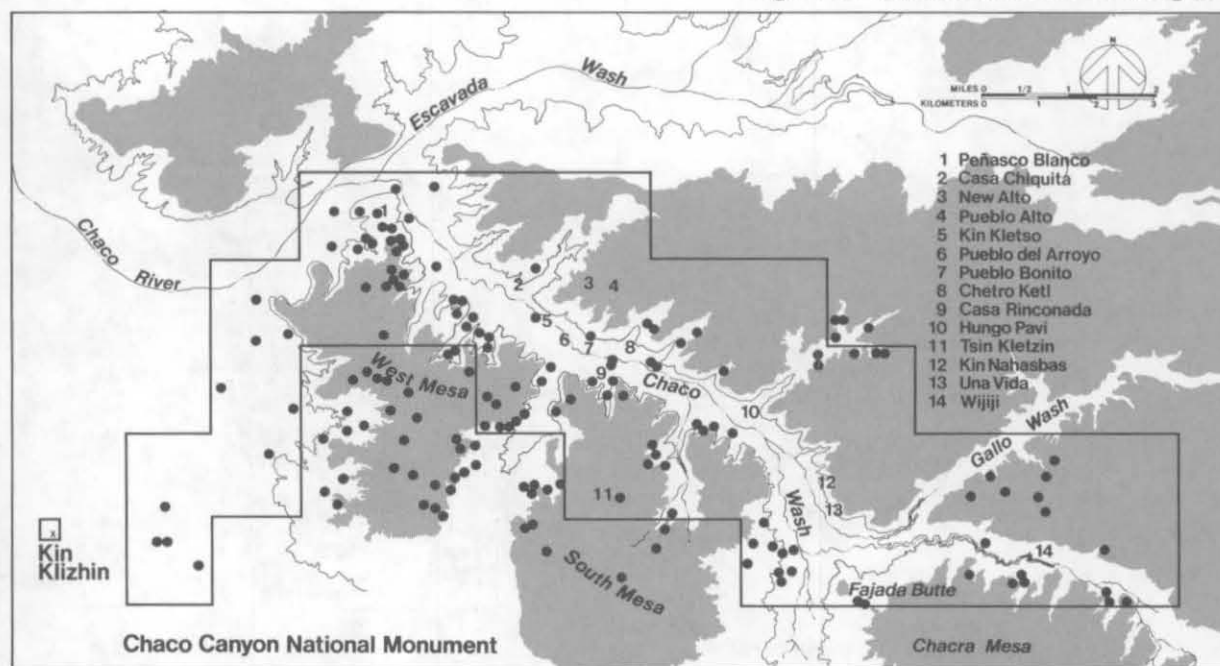 Escavada Wash
Chaco River
N
MILES 0 1/2 1 2
KILOMETERS 0 1 2 3
1 Peñasco Blanco
2 Casa Chiquita
3 New Alto
4 Pueblo Alto
5 Kin Kletso
6 Pueblo del Arroyo
7 Pueblo Bonito
8 Chetro Ketl
9 Casa Rinconada
10 Hungo Pavi
11 Tsin Kletzin
12 Kin Nahasbas
13 Una Vida
14 Wijiji
1
2
3 4
5
6 7 8
9
West Mesa
Chaco Wash
10
Gallo Wash
11
12
13
x
Kin
Klizhin
14
South Mesa
Fajada Butte
Chaco Canyon National Monument
Chacra Mesa